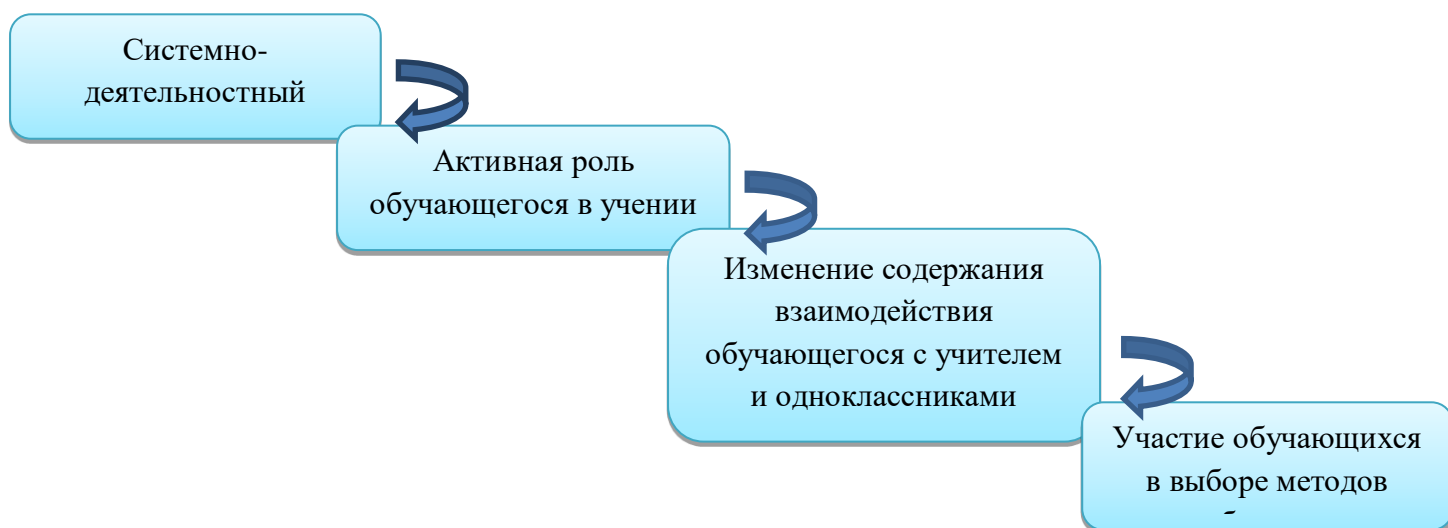 Системно-
деятельностный
Активная роль
обучающегося в учении
Изменение содержания
взаимодействия
обучающегося с учителем
и одноклассниками
Участие обучающихся
в выборе методов